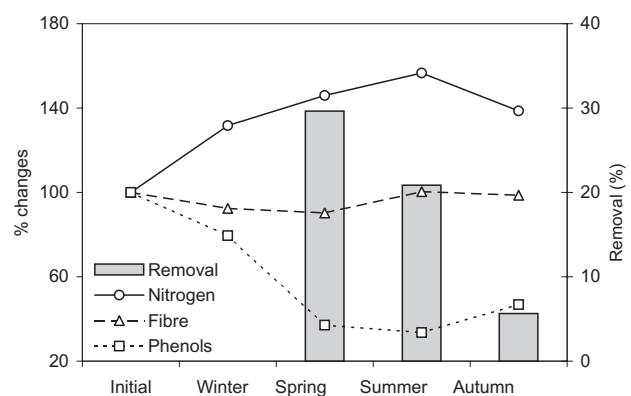 180 40
140 30
100 20
60 10
20 0
% changes
Removal (%)
Removal
Nitrogen
Fibre
Phenols
Initial Winter Spring Summer Autumn